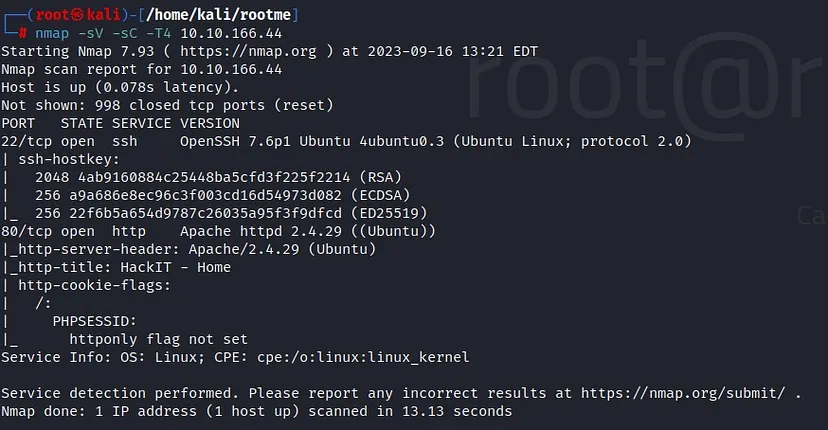 ┌──(root㉿kali)-[/home/kali/rootme]
└─# nmap -sV -sC -T4 10.10.166.44
Starting Nmap 7.93 ( https://nmap.org ) at 2023-09-16 13:21 EDT
Nmap scan report for 10.10.166.44
Host is up (0.078s latency).
Not shown: 998 closed tcp ports (reset)
PORT   STATE SERVICE VERSION
22/tcp open  ssh     OpenSSH 7.6p1 Ubuntu 4ubuntu0.3 (Ubuntu Linux; protocol 2.0)
| ssh-hostkey:
|   2048 4ab9160884c25448ba5cfd3f225f2214 (RSA)
|   256 a9a686e8ec96c3f003cd16d54973d082 (ECDSA)
|_  256 22f6b5a654d9787c26035a95f3f9dfcd (ED25519)
80/tcp open  http    Apache httpd 2.4.29 ((Ubuntu))
|_http-server-header: Apache/2.4.29 (Ubuntu)
|_http-title: HackIT - Home
| http-cookie-flags:
|   /:
|     PHPSESSID:
|_      httponly flag not set
Service Info: OS: Linux; CPE: cpe:/o:linux:linux_kernel
Service detection performed. Please report any incorrect results at https://nmap.org/submit/ .
Nmap done: 1 IP address (1 host up) scanned in 13.13 seconds
root@r
Ca